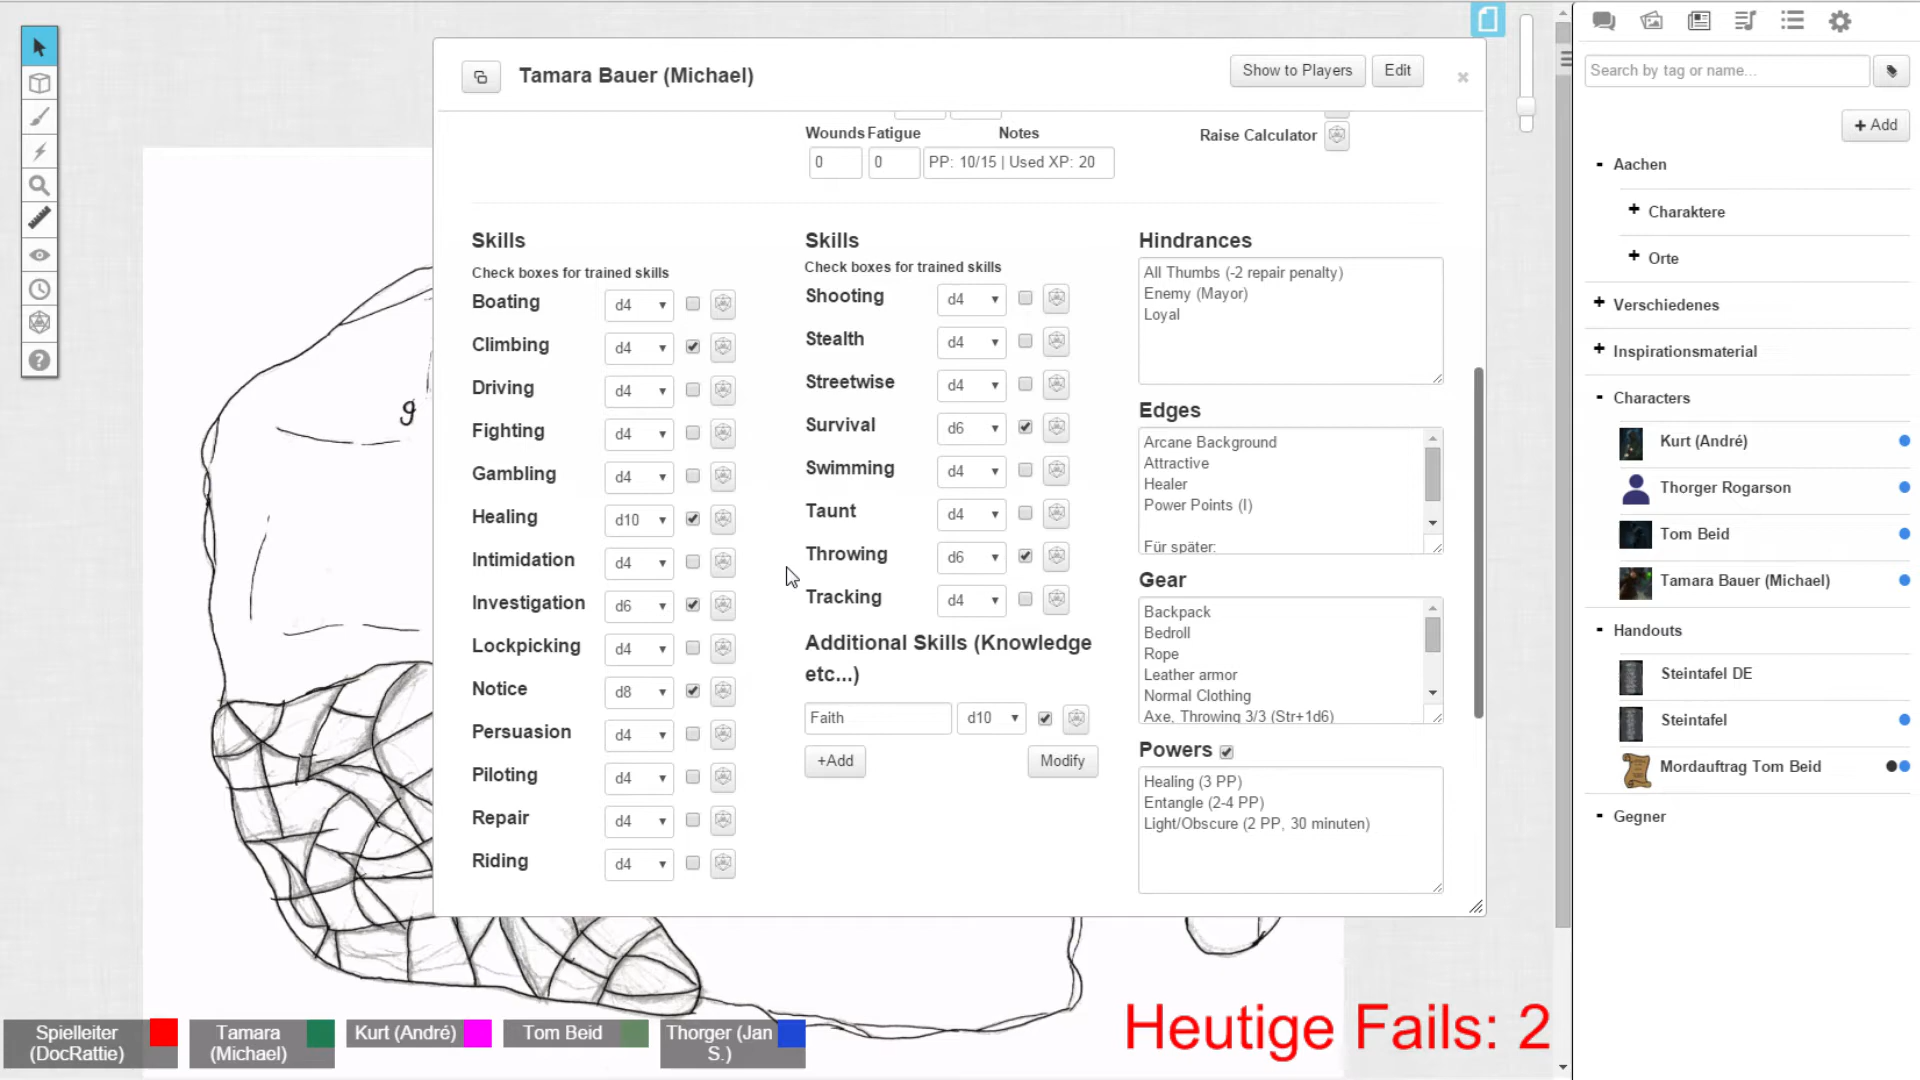 Tamara Bauer (Michael)
Show to Players
Edit
Wounds Fatigue Notes
0 0 PP: 10/15 | Used XP: 20
Raise Calculator
Skills
Check boxes for trained skills
Boating d4
Climbing d4
Driving d4
Fighting d4
Gambling d4
Healing d10
Intimidation d4
Investigation d6
Lockpicking d4
Notice d8
Persuasion d4
Piloting d4
Repair d4
Riding d4
Skills
Check boxes for trained skills
Shooting d4
Stealth d4
Streetwise d4
Survival d6
Swimming d4
Taunt d4
Throwing d6
Tracking d4
Additional Skills (Knowledge
etc...)
Faith d10
+Add Modify
Hindrances
All Thumbs (-2 repair penalty)
Enemy (Mayor)
Loyal
Edges
Arcane Background
Attractive
Healer
Power Points (I)
Für später:
Gear
Backpack
Bedroll
Rope
Leather armor
Normal Clothing
Axe, Throwing 3/3 (Str+1d6)
Powers
Healing (3 PP)
Entangle (2-4 PP)
Light/Obscure (2 PP, 30 minuten)
g
Search by tag or name...
+ Add
- Aachen
+ Charaktere
+ Orte
+ Verschiedenes
+ Inspirationsmaterial
- Characters
Kurt (André)
Thorger Rogarson
Tom Beid
Tamara Bauer (Michael)
- Handouts
Steintafel DE
Steintafel
Mordauftrag Tom Beid
- Gegner
Spielleiter
(DocRattie)
Tamara
(Michael)
Kurt (André)
Tom Beid
Thorger (Jan
S.)
Heutige Fails: 2